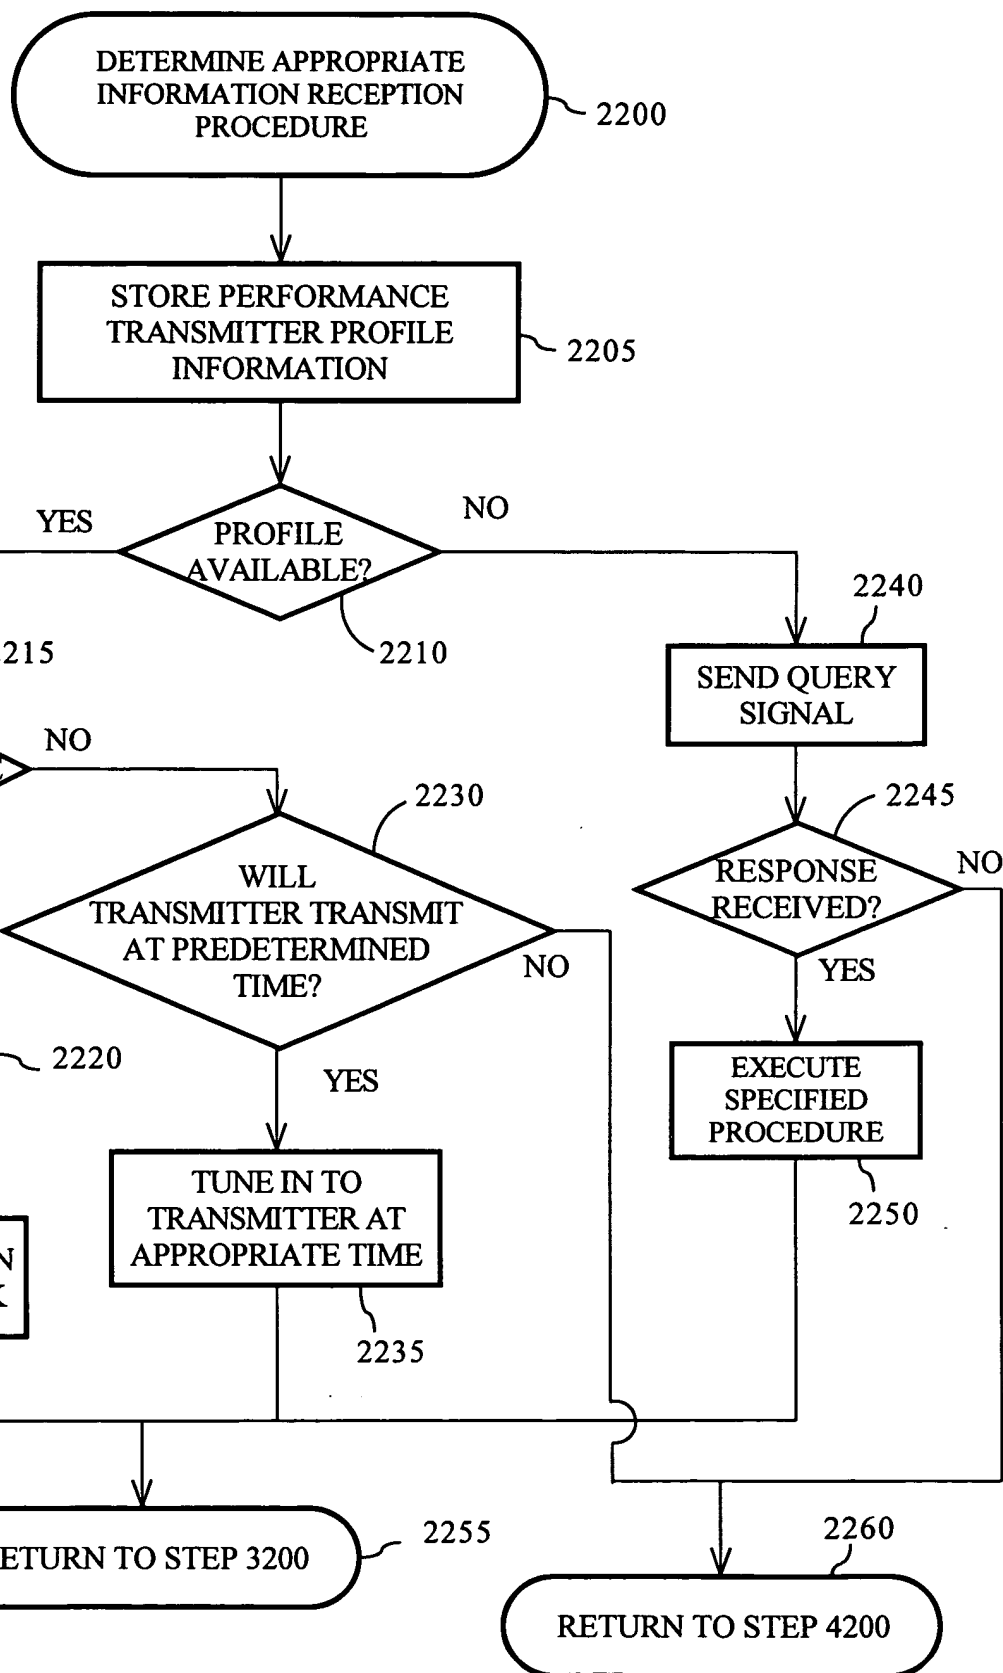 DETERMINE APPROPRIATE
INFORMATION RECEPTION
PROCEDURE
2200
STORE PERFORMANCE
TRANSMITTER PROFILE
INFORMATION
2205
YES
PROFILE
AVAILABLE?
NO
2210
2240
215
SEND QUERY
SIGNAL
NO
2230
2245
WILL
TRANSMITTER TRANSMIT
AT PREDETERMINED
TIME?
NO
RESPONSE
RECEIVED?
NO
YES
2220
YES
EXECUTE
SPECIFIED
PROCEDURE
2250
TUNE IN TO
TRANSMITTER AT
APPROPRIATE TIME
2235
N
K
2255
ETURN TO STEP 3200
2260
RETURN TO STEP 4200